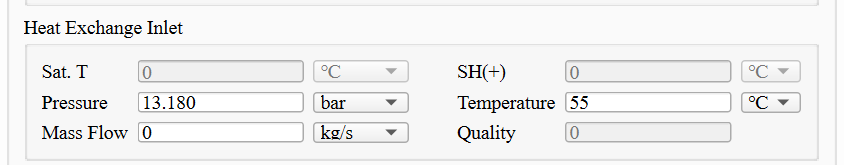 Heat Exchange Inlet
Sat. T 0 °C SH(+) 0 °C
Pressure 13.180 bar Temperature 55 °C
Mass Flow 0 kg/s Quality 0